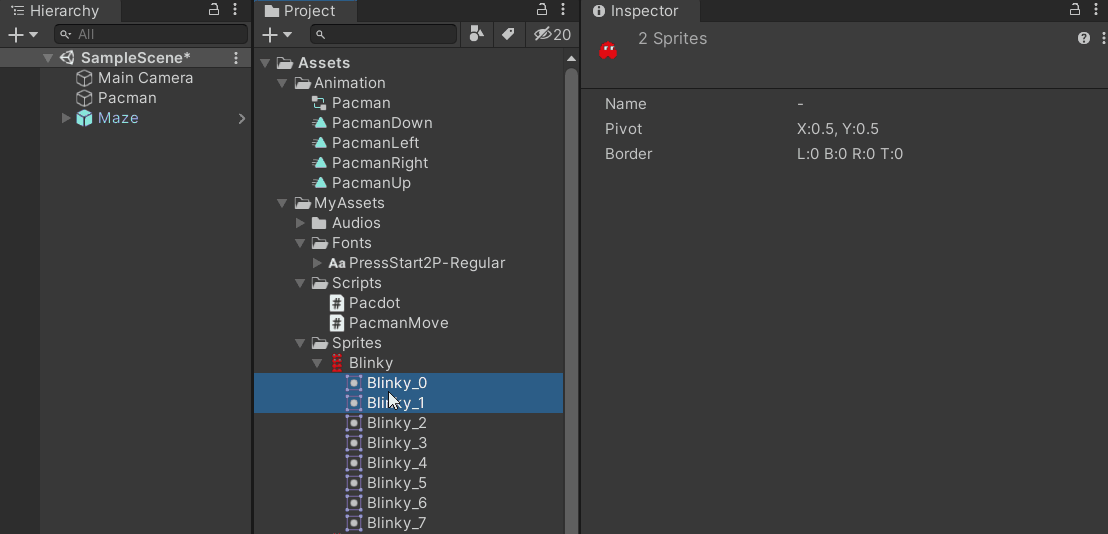 Hierarchy
All
SampleScene*
Main Camera
Pacman
Maze
Project
20
Assets
Animation
Pacman
PacmanDown
PacmanLeft
PacmanRight
PacmanUp
MyAssets
Audios
Fonts
Aa PressStart2P-Regular
Scripts
# Pacdot
# PacmanMove
Sprites
Blinky
Blinky_0
Blinky_1
Blinky_2
Blinky_3
Blinky_4
Blinky_5
Blinky_6
Blinky_7
Inspector
2 Sprites
Name -
Pivot X:0.5, Y:0.5
Border L:0 B:0 R:0 T:0